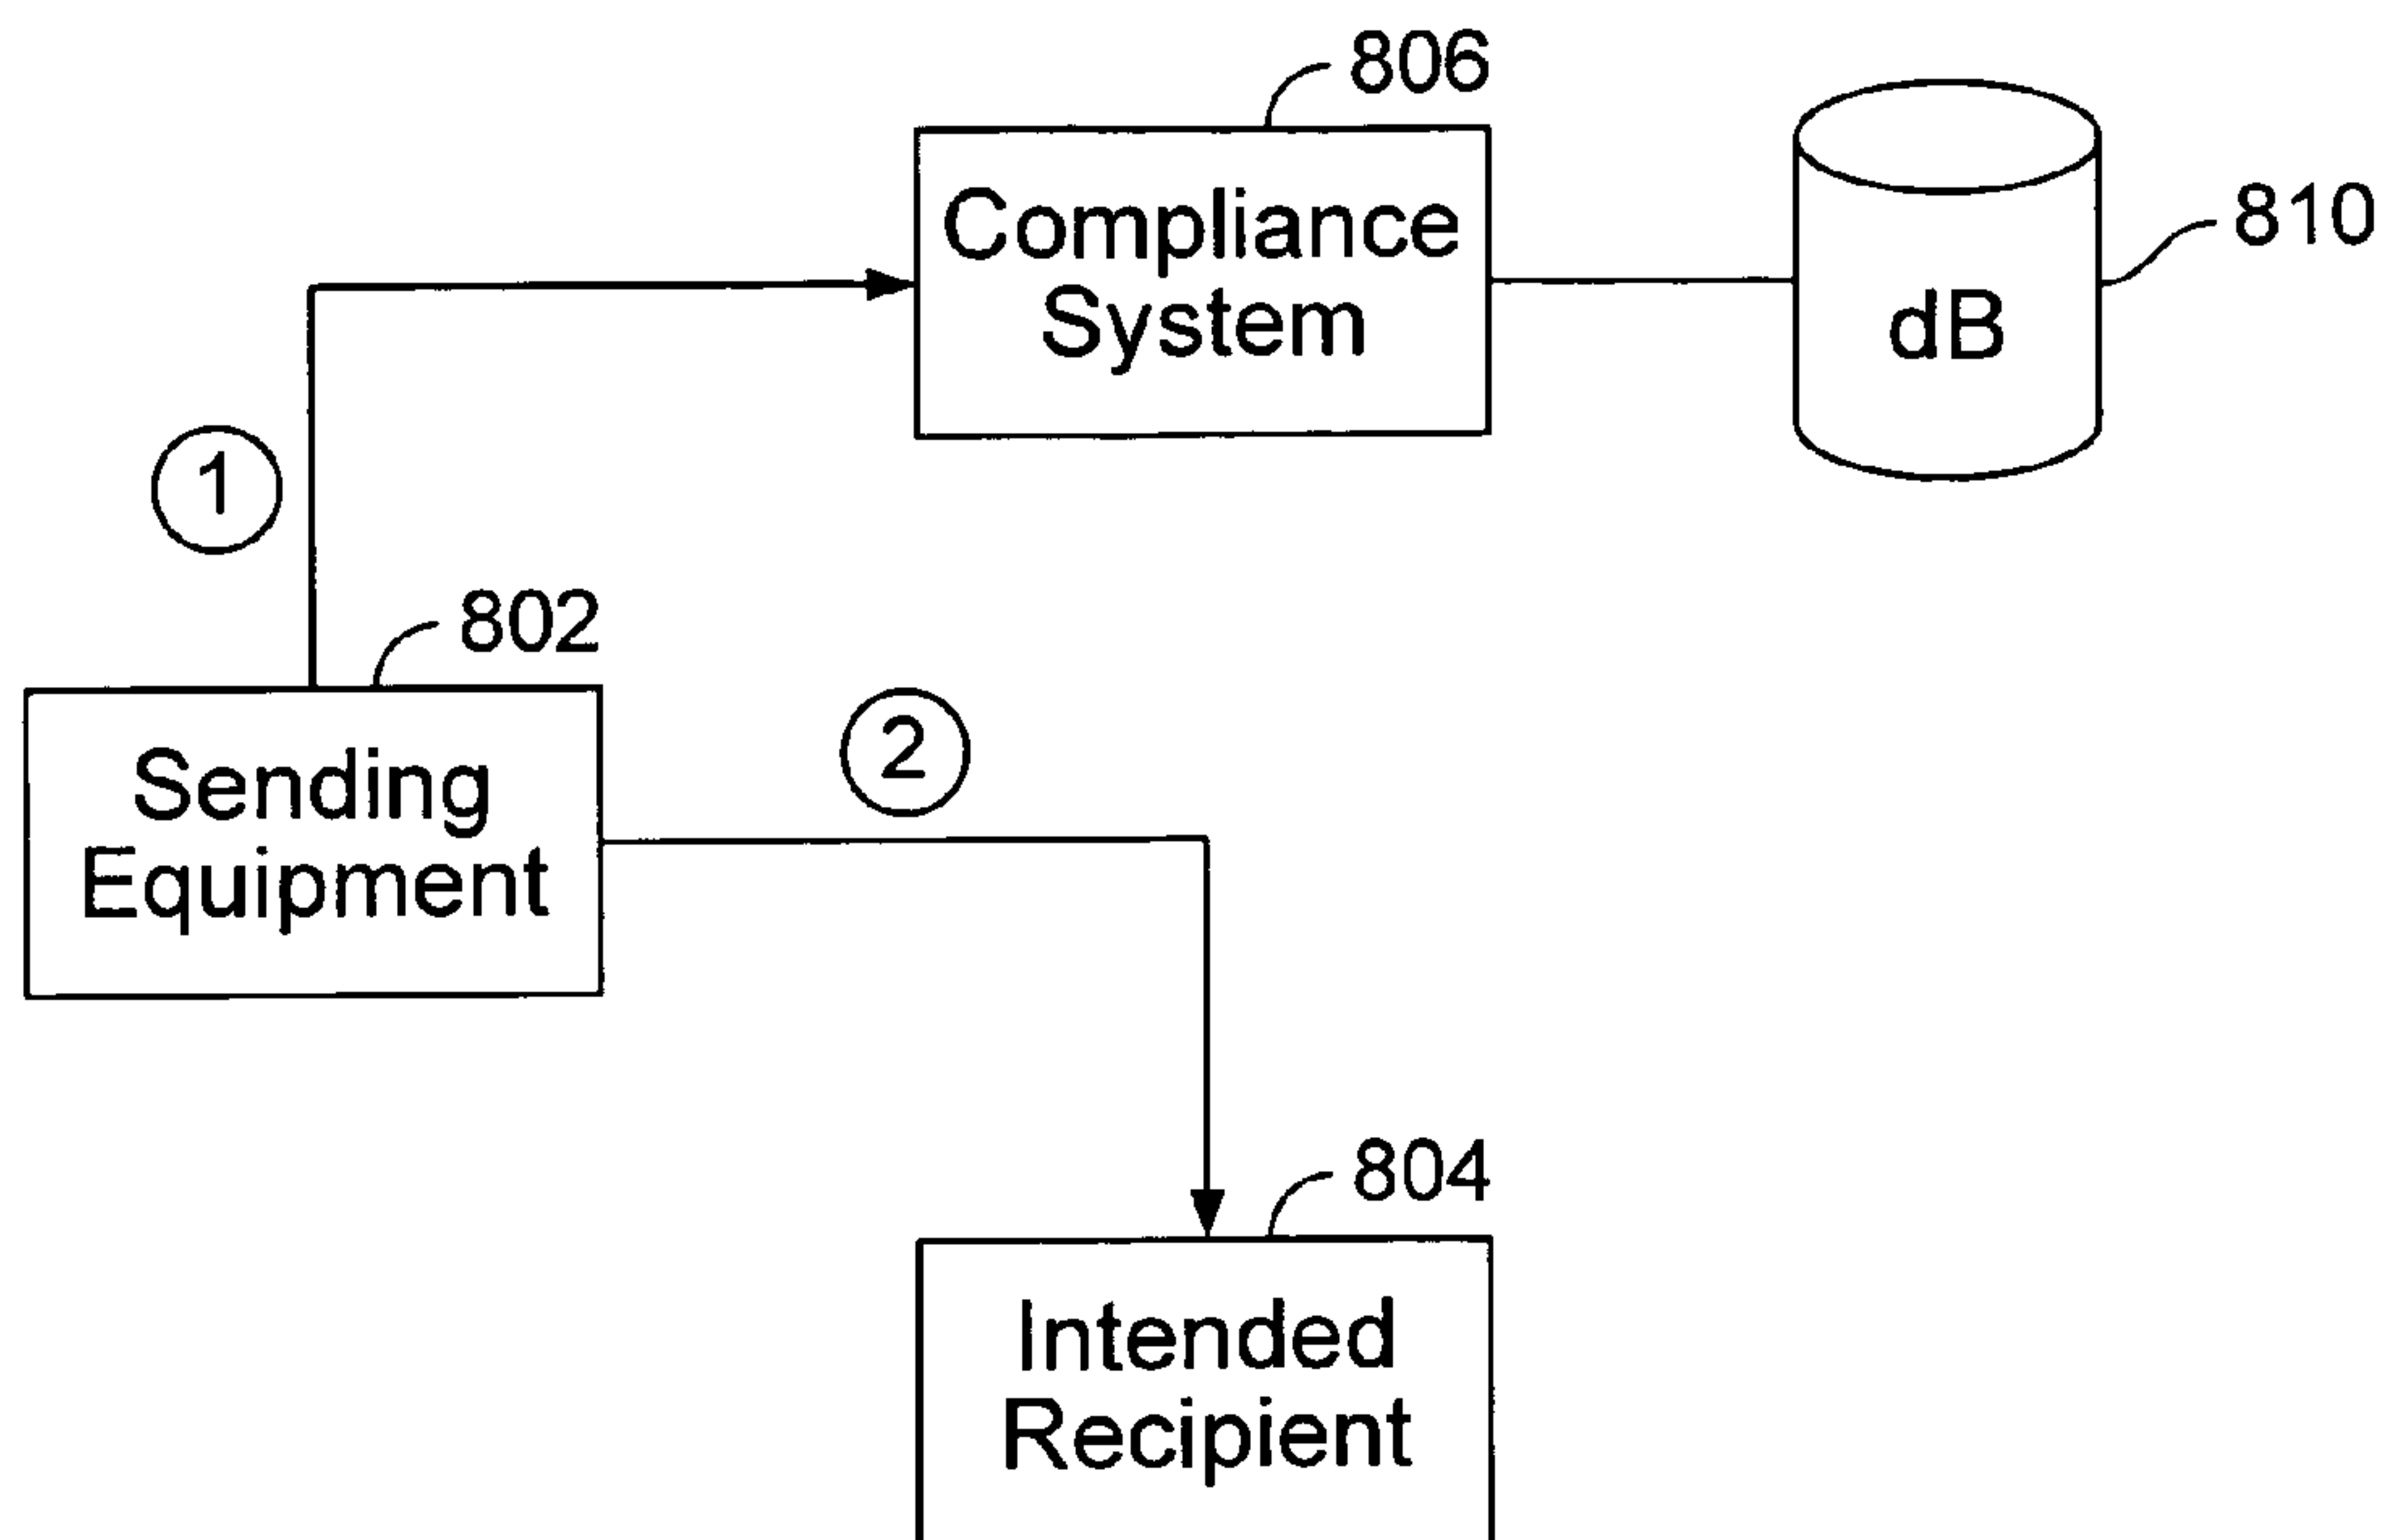 806
Compliance
System
810
dB
1
802
Sending
Equipment
2
804
Intended
Recipient